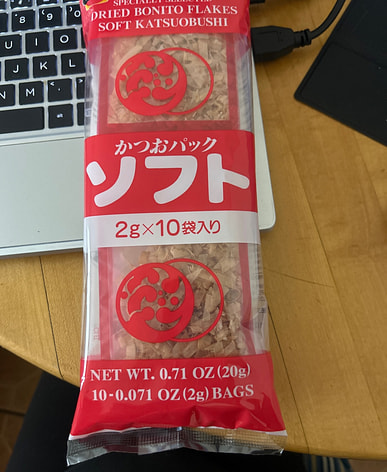 DRIED BONITO FLAKES
SOFT KATSUOBUSHI
かつおパック
ソフト
2g×10袋入り
NET WT. 0.71 OZ (20g)
10-0.071 OZ (2g) BAGS